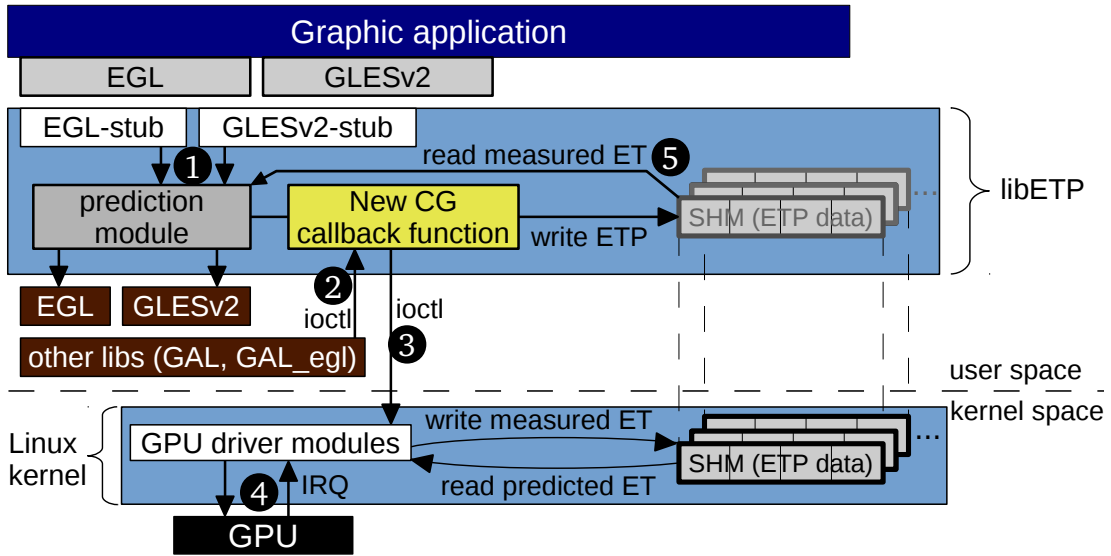 Graphic application
EGL
GLESv2
EGL-stub
GLESv2-stub
1
read measured ET
5
libETP
prediction
module
New CG
callback function
write ETP
SHM (ETP data)
...
2
ioctl
ioctl
3
EGL
GLESv2
other libs (GAL, GAL_egl)
user space
kernel space
Linux
kernel
GPU driver modules
write measured ET
read predicted ET
SHM (ETP data)
...
4
IRQ
GPU